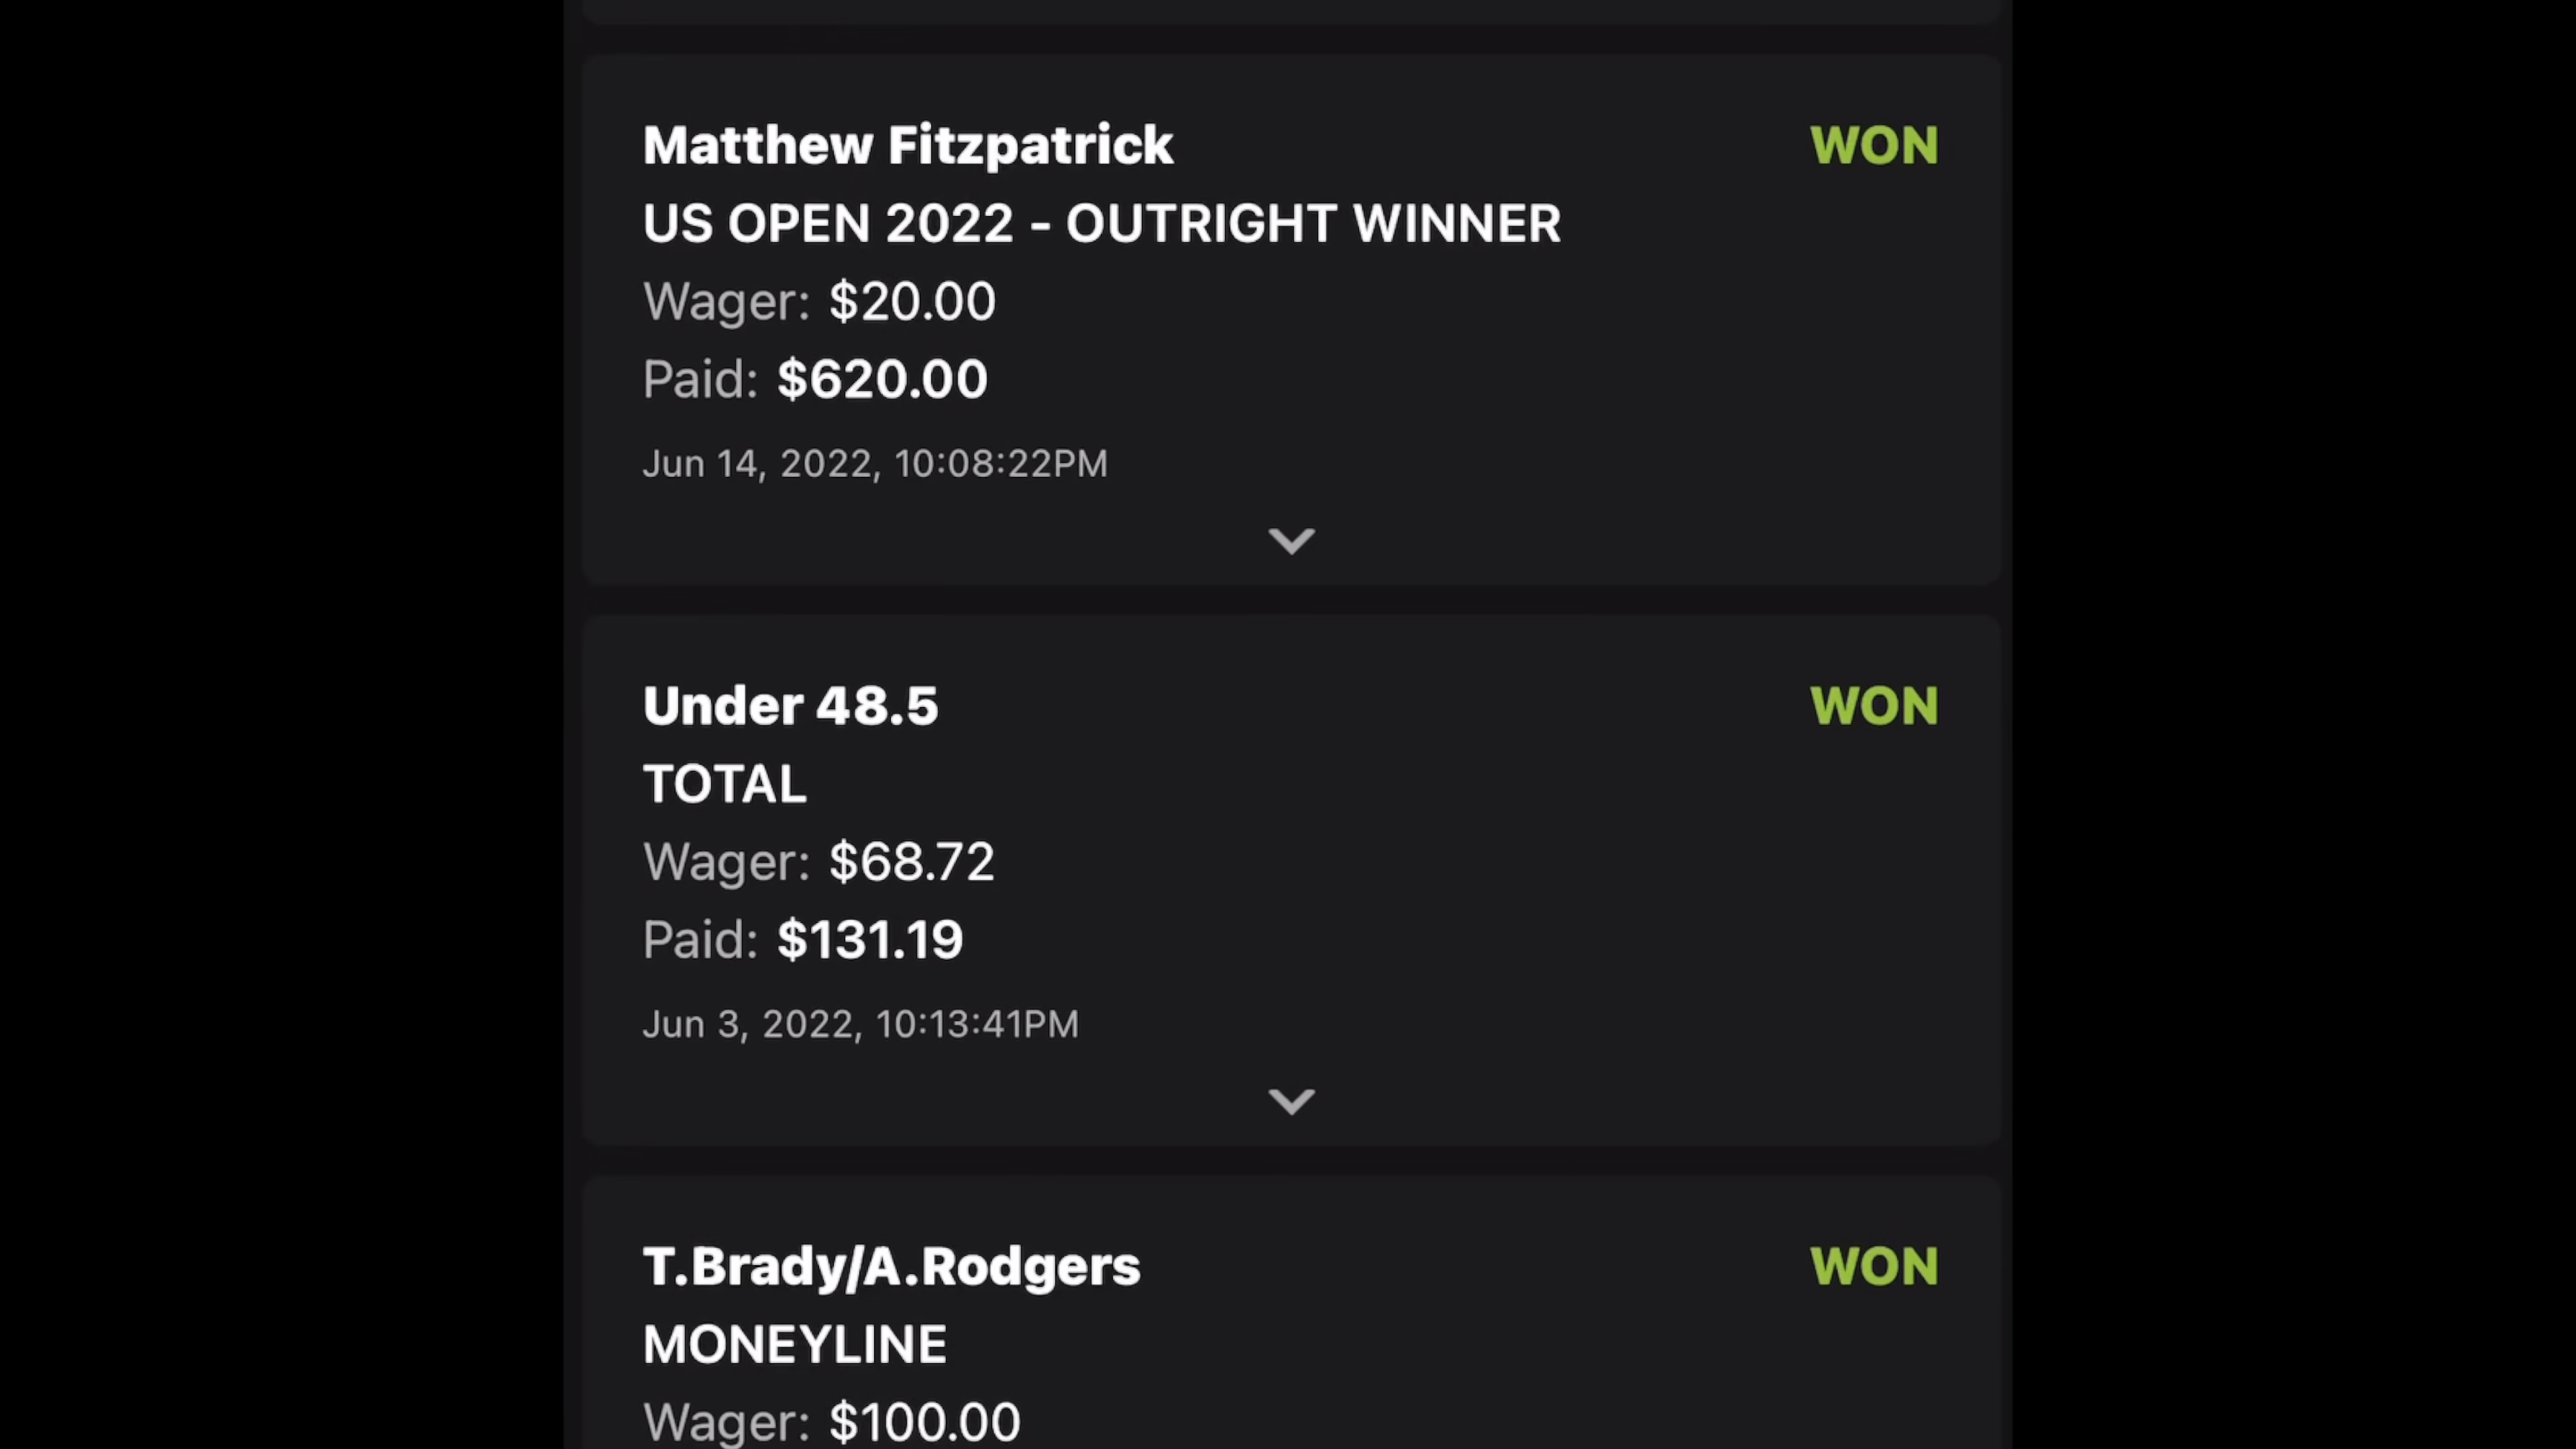 Matthew Fitzpatrick WON
US OPEN 2022 - OUTRIGHT WINNER
Wager: $20.00
Paid: $620.00
Jun 14, 2022, 10:08:22PM
Under 48.5 WON
TOTAL
Wager: $68.72
Paid: $131.19
Jun 3, 2022, 10:13:41PM
T.Brady/A.Rodgers WON
MONEYLINE
Wager: $100.00